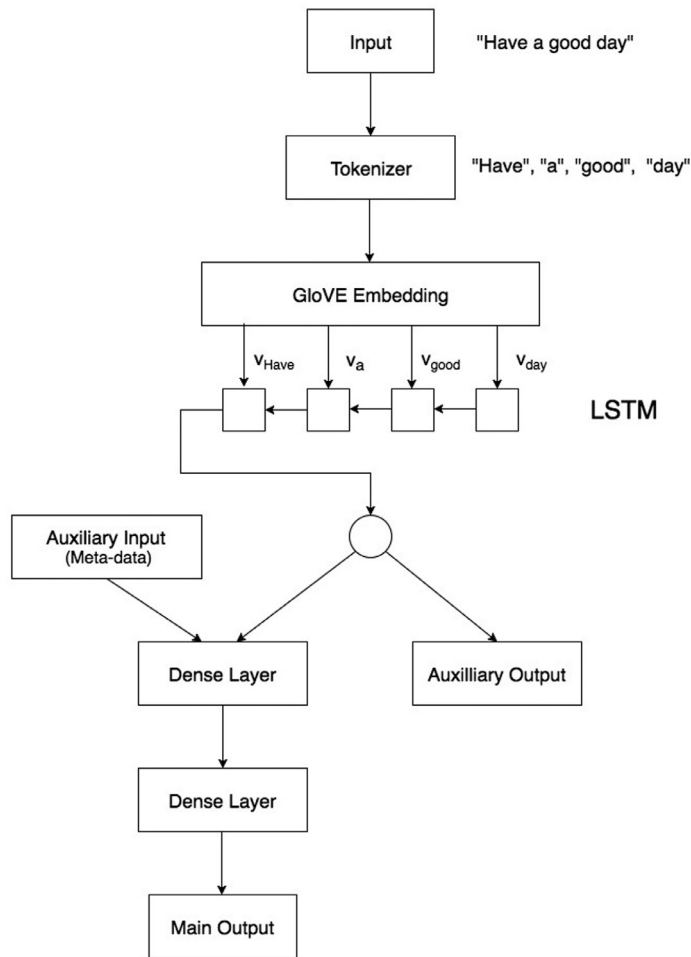 Input
"Have a good day"
Tokenizer
"Have", "a", "good", "day"
GloVE Embedding
vHave
va
vgood
vday
LSTM
Auxiliary Input
(Meta-data)
Dense Layer
Auxilliary Output
Dense Layer
Main Output